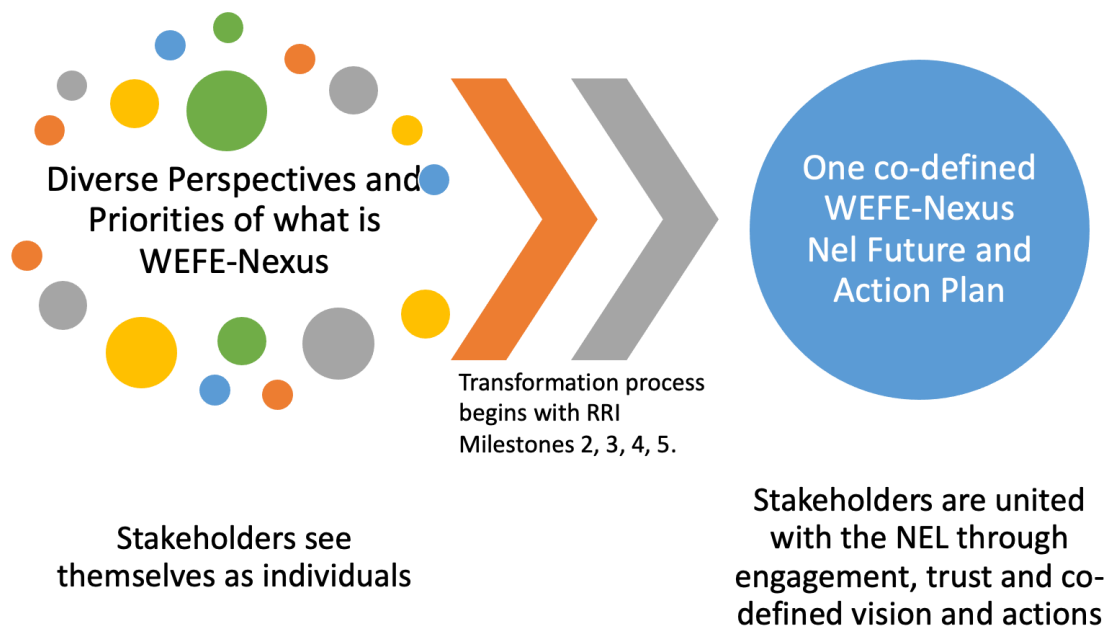 Diverse Perspectives and
Priorities of what is
WEFE-Nexus
One co-defined
WEFE-Nexus
Nel Future and
Action Plan
Transformation process
begins with RRI
Milestones 2, 3, 4, 5.
Stakeholders see
themselves as individuals
Stakeholders are united
with the NEL through
engagement, trust and co-
defined vision and actions